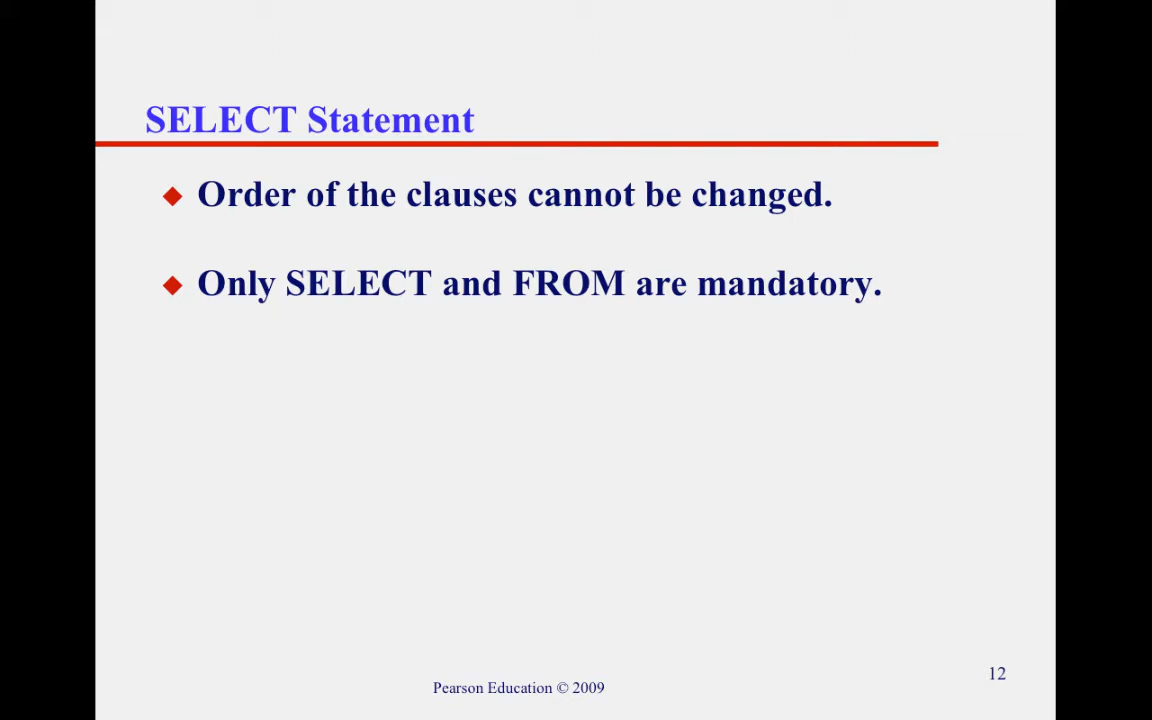 SELECT Statement
Order of the clauses cannot be changed.
Only SELECT and FROM are mandatory.
12
Pearson Education © 2009